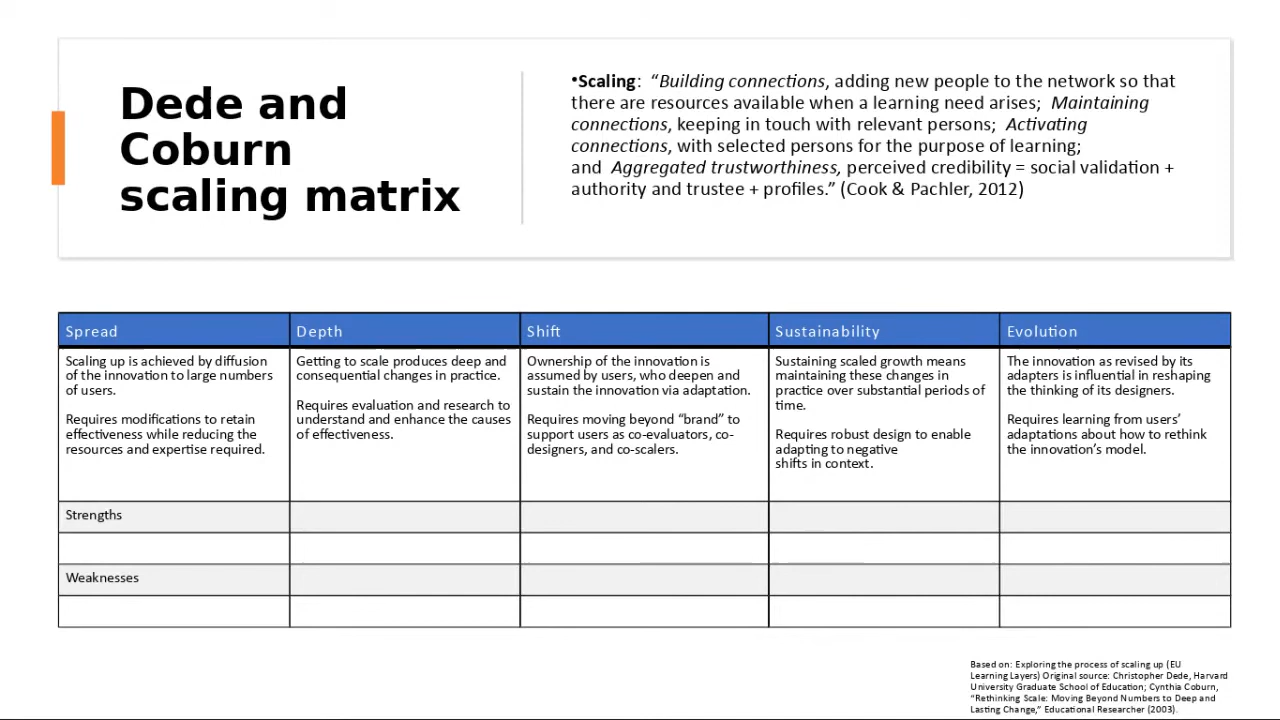 Dede and
Coburn
scaling matrix
•Scaling:  “Building connections, adding new people to the network so that
there are resources available when a learning need arises;  Maintaining
connections, keeping in touch with relevant persons;  Activating
connections, with selected persons for the purpose of learning;
and  Aggregated trustworthiness, perceived credibility = social validation +
authority and trustee + profiles.” (Cook & Pachler, 2012)
Spread
Depth
Shift
Sustainability
Evolution
Scaling up is achieved by diffusion
of the innovation to large numbers
of users.
Requires modifications to retain
effectiveness while reducing the
resources and expertise required.
Getting to scale produces deep and
consequential changes in practice.
Requires evaluation and research to
understand and enhance the causes
of effectiveness.
Ownership of the innovation is
assumed by users, who deepen and
sustain the innovation via adaptation.
Requires moving beyond “brand” to
support users as co-evaluators, co-
designers, and co-scalers.
Sustaining scaled growth means
maintaining these changes in
practice over substantial periods of
time.
Requires robust design to enable
adapting to negative
shifts in context.
The innovation as revised by its
adapters is influential in reshaping
the thinking of its designers.
Requires learning from users’
adaptations about how to rethink
the innovation’s model.
Strengths
Weaknesses
Based on: Exploring the process of scaling up (EU
Learning Layers) Original source: Christopher Dede, Harvard
University Graduate School of Education; Cynthia Coburn,
“Rethinking Scale: Moving Beyond Numbers to Deep and
Lasting Change,” Educational Researcher (2003).